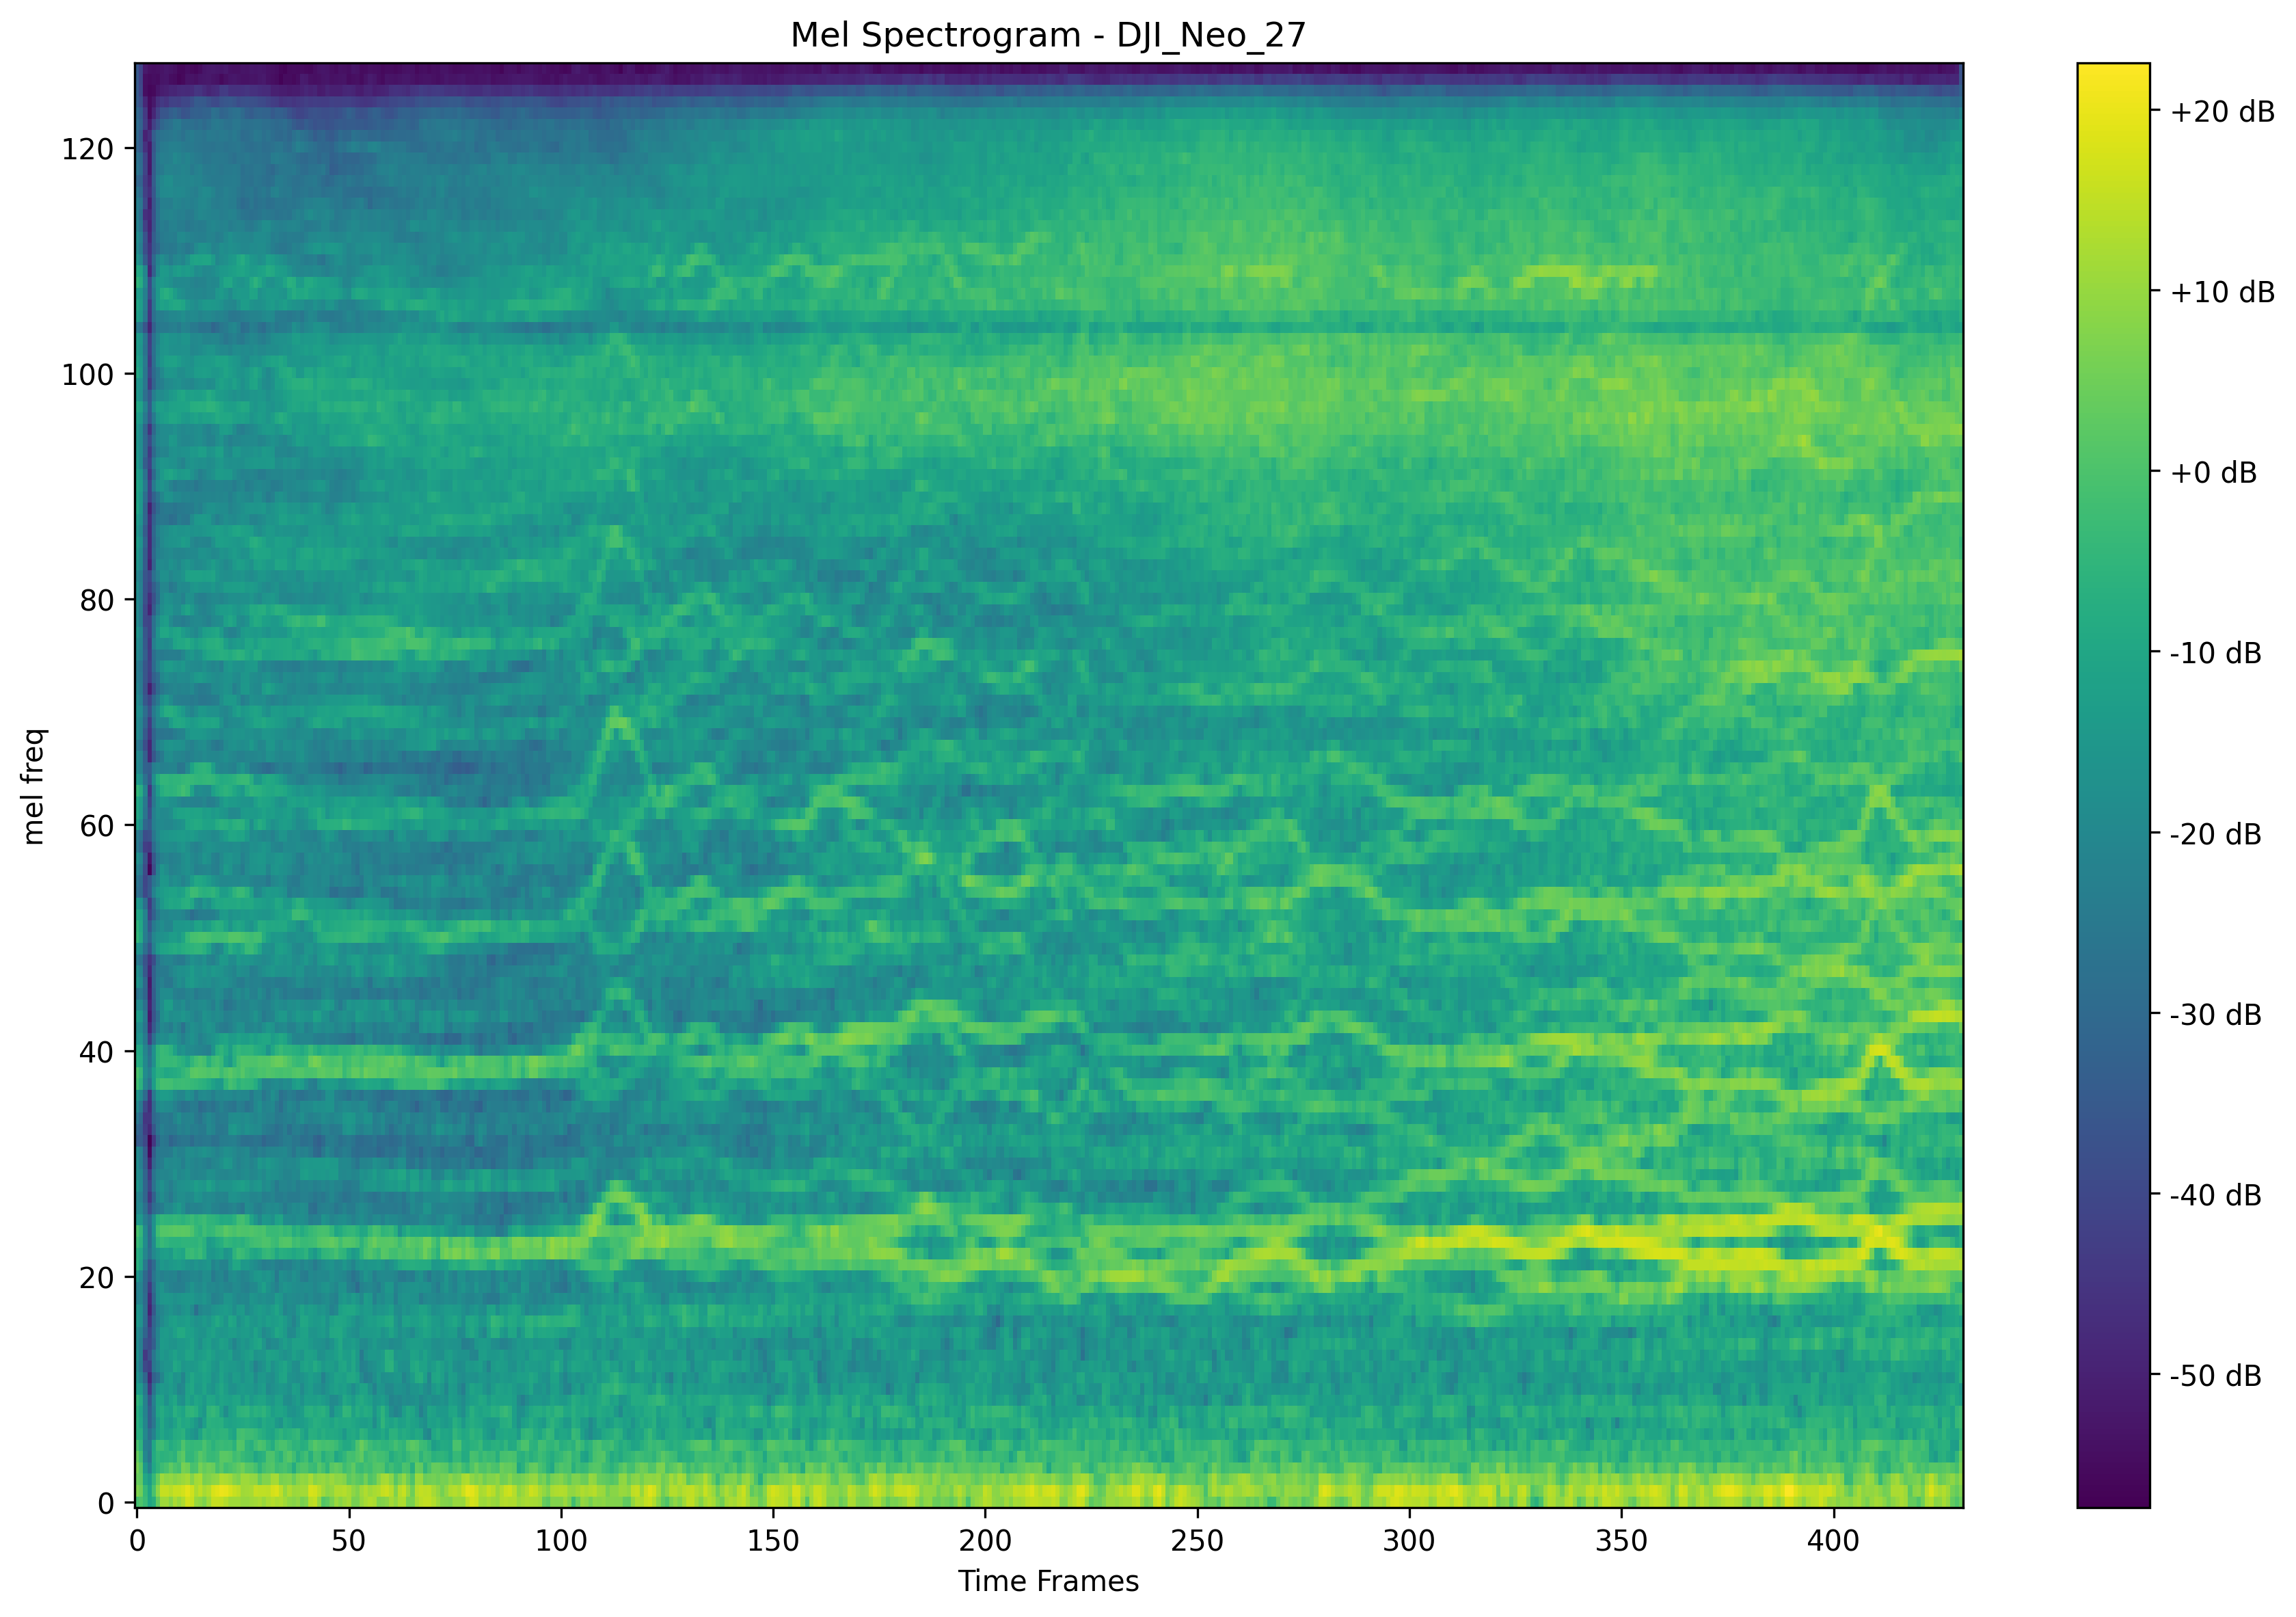 Mel Spectrogram - DJI_Neo_27
mel freq
120
100
80
60
40
20
0
0 50 100 150 200 250 300 350 400
Time Frames
+20 dB
+10 dB
+0 dB
-10 dB
-20 dB
-30 dB
-40 dB
-50 dB